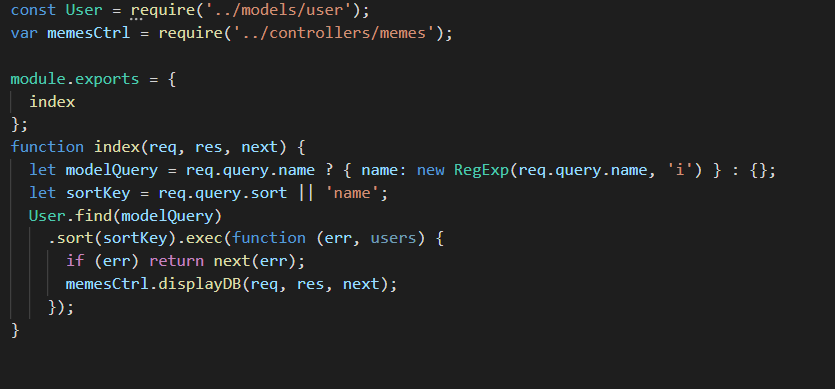 const User = require('../models/user');
var memesCtrl = require('../controllers/memes');
module.exports = {
index
};
function index(req, res, next) {
let modelQuery = req.query.name ? { name: new RegExp(req.query.name, 'i') } : {};
let sortKey = req.query.sort || 'name';
User.find(modelQuery)
.sort(sortKey).exec(function (err, users) {
if (err) return next(err);
memesCtrl.displayDB(req, res, next);
});
}